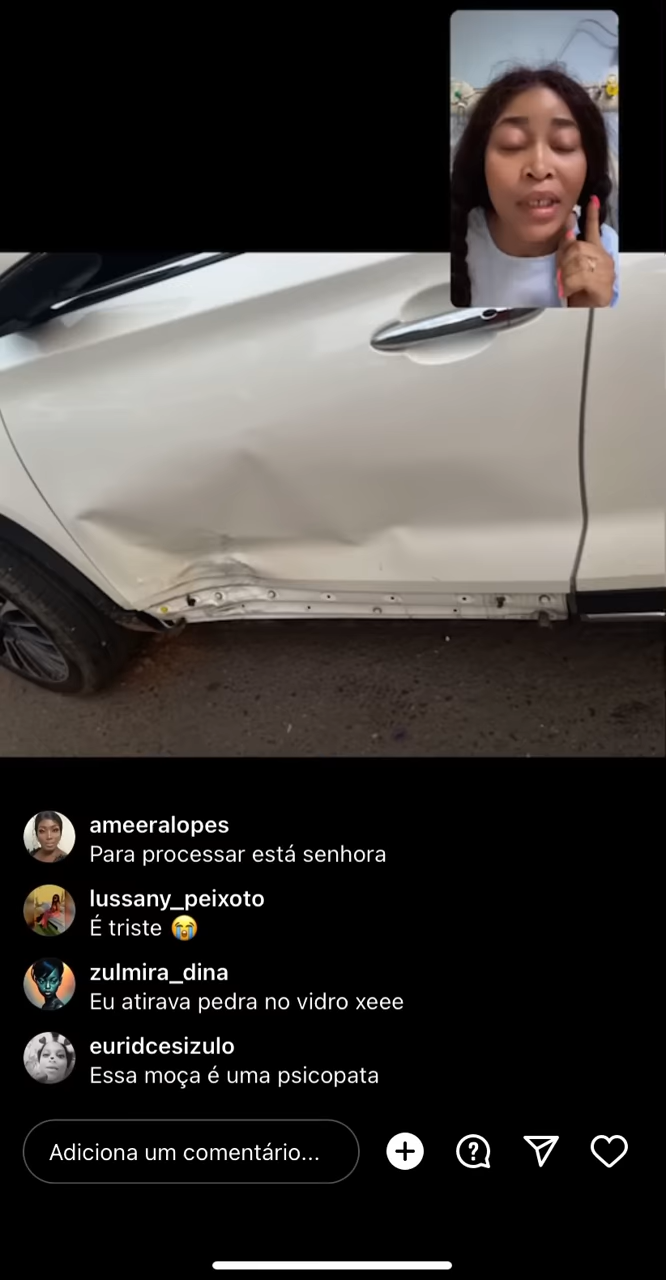 ameeralopes
Para processar está senhora
lussany_peixoto
É triste 😭
zulmira_dina
Eu atirava pedra no vidro xeee
euridcesizulo
Essa moça é uma psicopata
Adiciona um comentário...